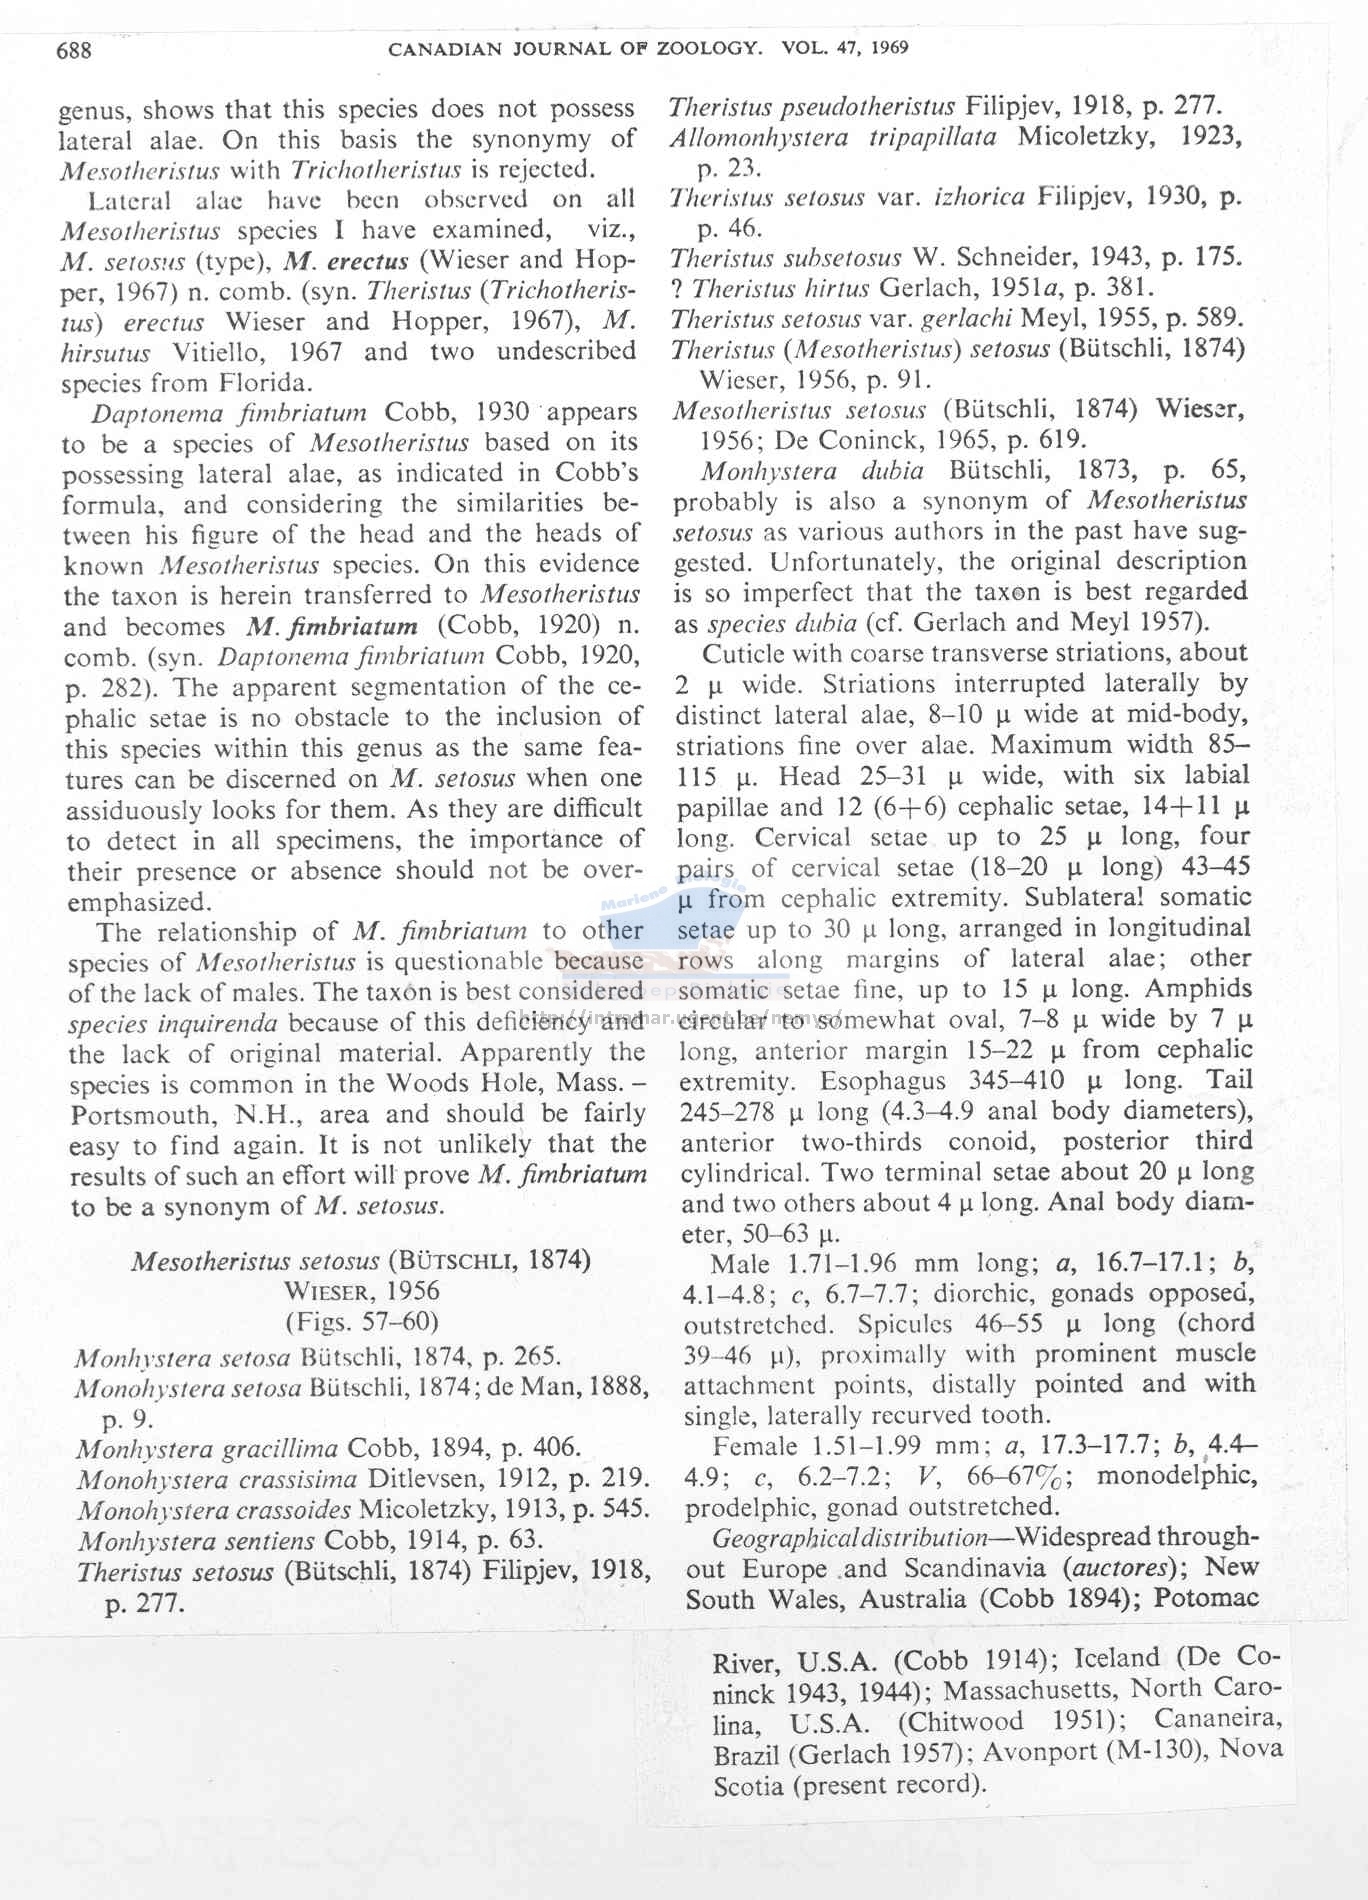 688
CANADIAN JOURNAL OF ZOOLOGY. VOL. 47, 1969
genus, shows that this species does not possess
lateral alae. On this basis the synonymy of
Mesotheristus with Trichotheristus is rejected.
Lateral alae have been observed on all
Mesotheristus species I have examined, viz.,
M. setosus (type), M. erectus (Wieser and Hop-
per, 1967) n. comb. (syn. Theristus (Trichotheris-
tus) erectus Wieser and Hopper, 1967), M.
hirsutus Vitiello, 1967 and two undescribed
species from Florida.
Daptonema fimbriatum Cobb, 1930 appears
to be a species of Mesotheristus based on its
possessing lateral alae, as indicated in Cobb's
formula, and considering the similarities be-
tween his figure of the head and the heads of
known Mesotheristus species. On this evidence
the taxon is herein transferred to Mesotheristus
and becomes M. fimbriatum (Cobb, 1920) n.
comb. (syn. Daptonema fimbriatum Cobb, 1920,
p. 282). The apparent segmentation of the ce-
phalic setae is no obstacle to the inclusion of
this species within this genus as the same fea-
tures can be discerned on M. setosus when one
assiduously looks for them. As they are difficult
to detect in all specimens, the importance of
their presence or absence should not be over-
emphasized.
The relationship of M. fimbriatum to other
species of Mesotheristus is questionable because
of the lack of males. The taxon is best considered
species inquirenda because of this deficiency and
the lack of original material. Apparently the
species is common in the Woods Hole, Mass. –
Portsmouth, N.H., area and should be fairly
easy to find again. It is not unlikely that the
results of such an effort will prove M. fimbriatum
to be a synonym of M. setosus.
Mesotheristus setosus (BÜTSCHLI, 1874)
WIESER, 1956
(Figs. 57–60)
Monhystera setosa Bütschli, 1874, p. 265.
Monohystera setosa Bütschli, 1874; de Man, 1888,
p. 9.
Monhystera gracillima Cobb, 1894, p. 406.
Monohystera crassisima Ditlevsen, 1912, p. 219.
Monohystera crassoides Micoletzky, 1913, p. 545.
Monhystera sentiens Cobb, 1914, p. 63.
Theristus setosus (Bütschli, 1874) Filipjev, 1918,
p. 277.
Theristus pseudotheristus Filipjev, 1918, p. 277.
Allomonhystera tripapillata Micoletzky, 1923,
p. 23.
Theristus setosus var. izhorica Filipjev, 1930, p.
p. 46.
Theristus subsetosus W. Schneider, 1943, p. 175.
? Theristus hirtus Gerlach, 1951a, p. 381.
Theristus setosus var. gerlachi Meyl, 1955, p. 589.
Theristus (Mesotheristus) setosus (Bütschli, 1874)
Wieser, 1956, p. 91.
Mesotheristus setosus (Bütschli, 1874) Wieser,
1956; De Coninck, 1965, p. 619.
Monhystera dubia Bütschli, 1873, p. 65,
probably is also a synonym of Mesotheristus
setosus as various authors in the past have sug-
gested. Unfortunately, the original description
is so imperfect that the taxon is best regarded
as species dubia (cf. Gerlach and Meyl 1957).
Cuticle with coarse transverse striations, about
2 μ wide. Striations interrupted laterally by
distinct lateral alae, 8–10 μ wide at mid-body,
striations fine over alae. Maximum width 85–
115 μ. Head 25–31 μ wide, with six labial
papillae and 12 (6+6) cephalic setae, 14+11 μ
long. Cervical setae up to 25 μ long, four
pairs of cervical setae (18–20 μ long) 43–45
μ from cephalic extremity. Sublateral somatic
setae up to 30 μ long, arranged in longitudinal
rows along margins of lateral alae; other
somatic setae fine, up to 15 μ long. Amphids
circular to somewhat oval, 7–8 μ wide by 7 μ
long, anterior margin 15–22 μ from cephalic
extremity. Esophagus 345–410 μ long. Tail
245–278 μ long (4.3–4.9 anal body diameters),
anterior two-thirds conoid, posterior third
cylindrical. Two terminal setae about 20 μ long
and two others about 4 μ long. Anal body diam-
eter, 50–63 μ.
Male 1.71–1.96 mm long; a, 16.7–17.1; b,
4.1–4.8; c, 6.7–7.7; diorchic, gonads opposed,
outstretched. Spicules 46–55 μ long (chord
39–46 μ), proximally with prominent muscle
attachment points, distally pointed and with
single, laterally recurved tooth.
Female 1.51–1.99 mm; a, 17.3–17.7; b, 4.4–
4.9; c, 6.2–7.2; V, 66–67%; monodelphic,
prodelphic, gonad outstretched.
Geographical distribution—Widespread through-
out Europe and Scandinavia (auctores); New
South Wales, Australia (Cobb 1894); Potomac
River, U.S.A. (Cobb 1914); Iceland (De Co-
ninck 1943, 1944); Massachusetts, North Caro-
lina, U.S.A. (Chitwood 1951); Cananeira,
Brazil (Gerlach 1957); Avonport (M-130), Nova
Scotia (present record).